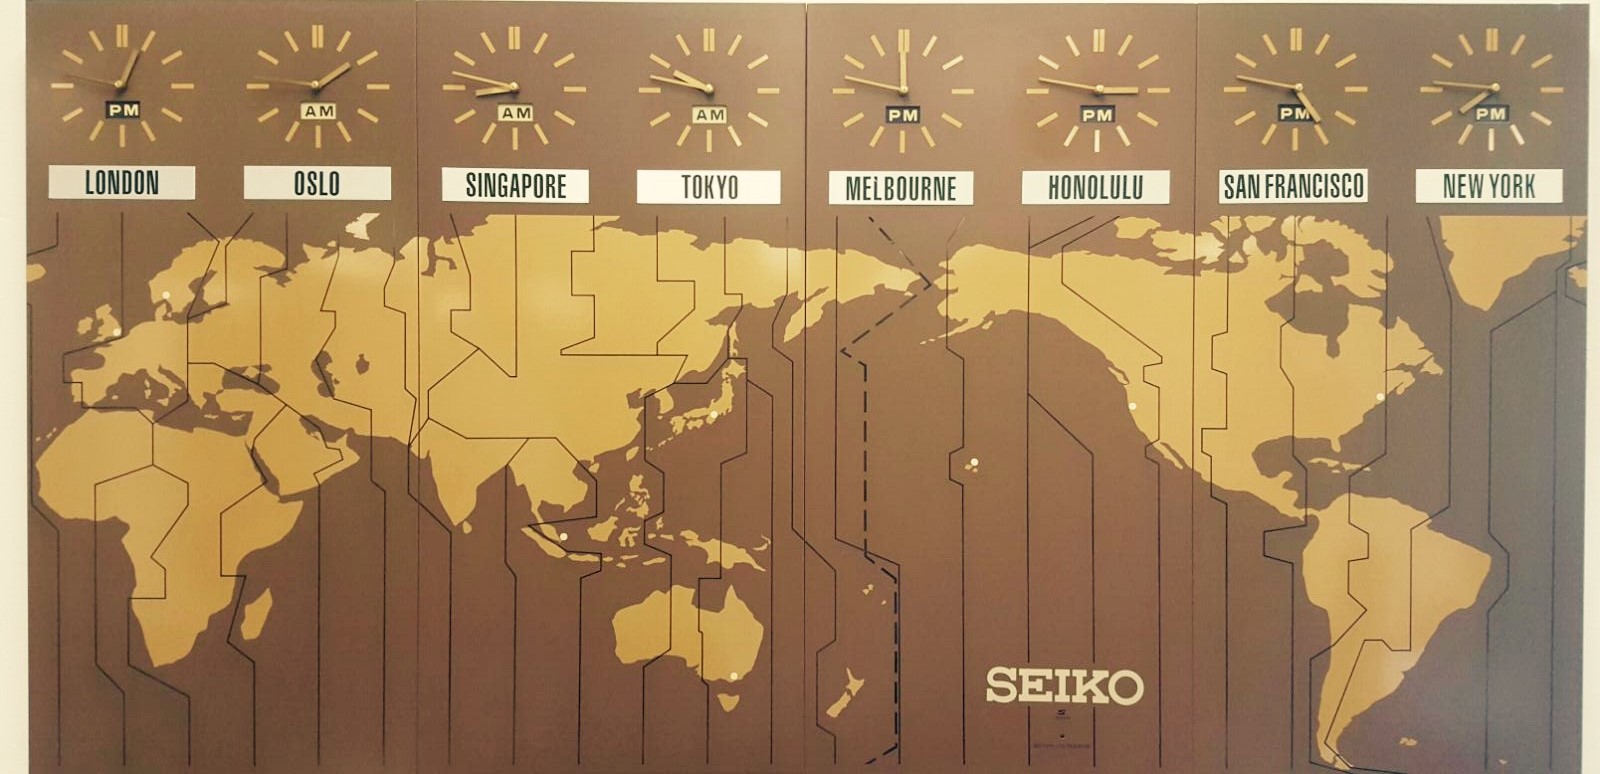 PM AM AM AM PM PM PM PM
LONDON OSLO SINGAPORE TOKYO MELBOURNE HONOLULU SAN FRANCISCO NEW YORK
SEIKO